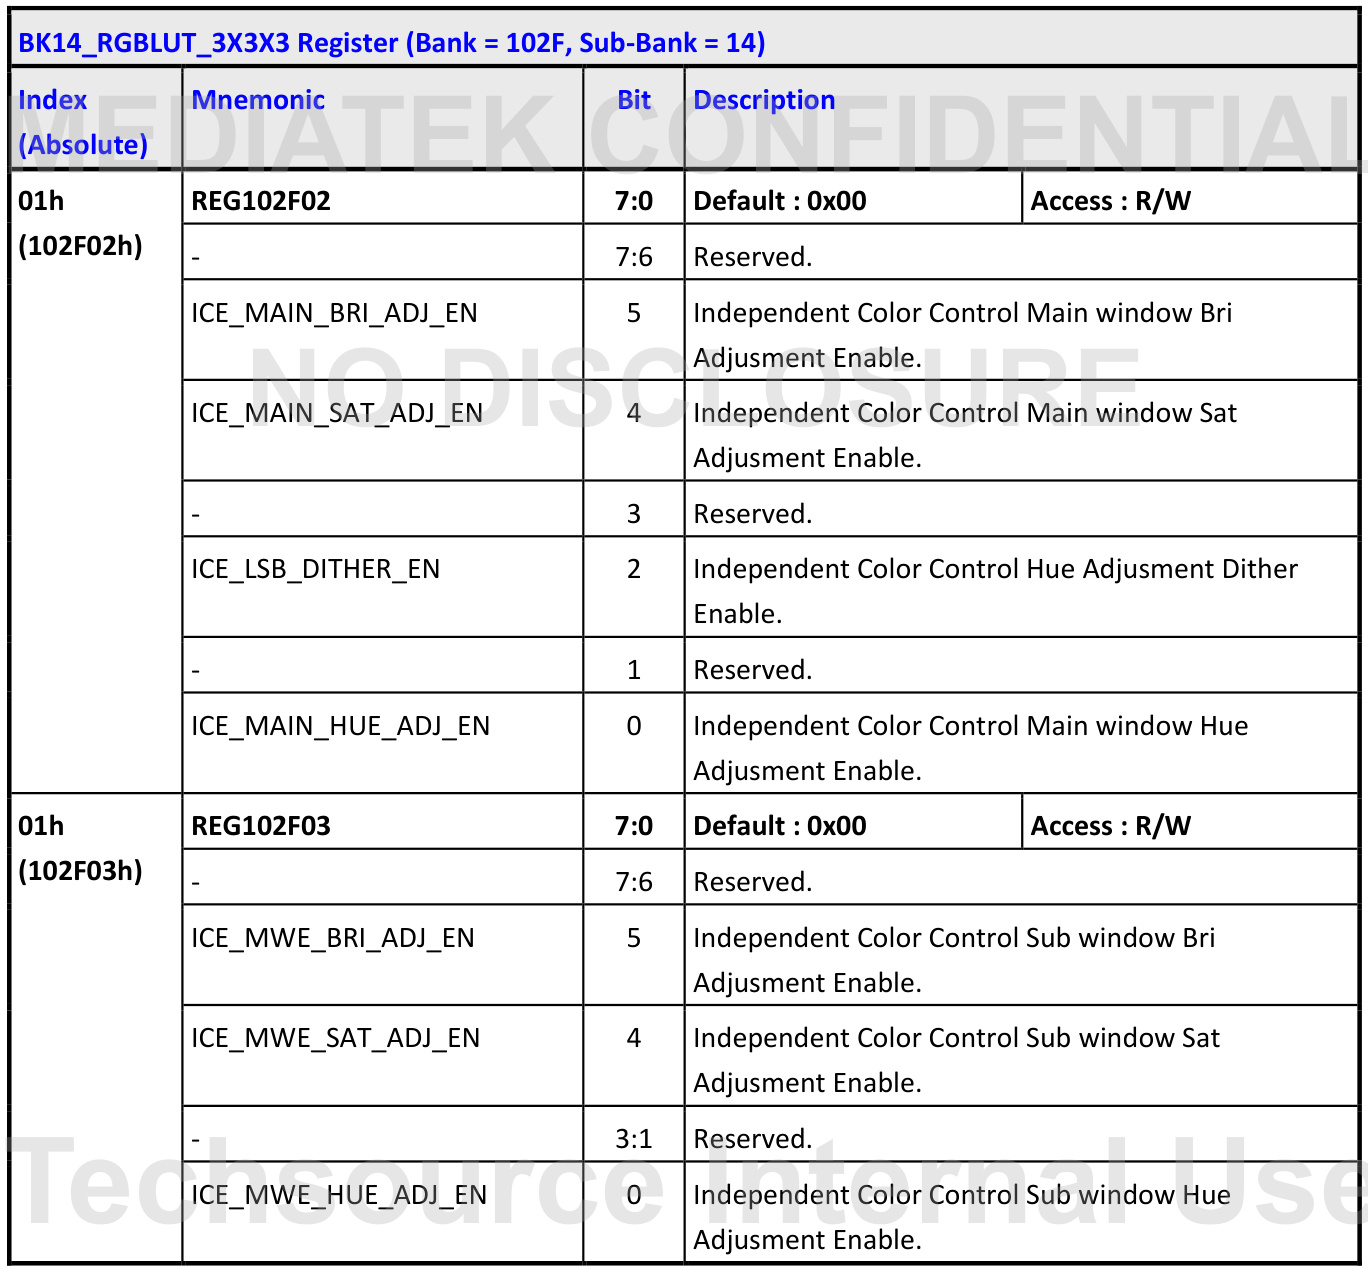 BK14_RGBLUT_3X3X3 Register (Bank = 102F, Sub-Bank = 14)
Index
(Absolute)
Mnemonic
Bit
Description
MEDIATEK CONFIDENTIAL
01h
(102F02h)
REG102F02
7:0
Default : 0x00
Access : R/W
-
7:6
Reserved.
ICE_MAIN_BRI_ADJ_EN
5
Independent Color Control Main window Bri
Adjusment Enable.
NO DISCLOSURE
ICE_MAIN_SAT_ADJ_EN
4
Independent Color Control Main window Sat
Adjusment Enable.
-
3
Reserved.
ICE_LSB_DITHER_EN
2
Independent Color Control Hue Adjusment Dither
Enable.
-
1
Reserved.
ICE_MAIN_HUE_ADJ_EN
0
Independent Color Control Main window Hue
Adjusment Enable.
01h
(102F03h)
REG102F03
7:0
Default : 0x00
Access : R/W
-
7:6
Reserved.
ICE_MWE_BRI_ADJ_EN
5
Independent Color Control Sub window Bri
Adjusment Enable.
ICE_MWE_SAT_ADJ_EN
4
Independent Color Control Sub window Sat
Adjusment Enable.
-
3:1
Reserved.
Techsource Internal Use
ICE_MWE_HUE_ADJ_EN
0
Independent Color Control Sub window Hue
Adjusment Enable.